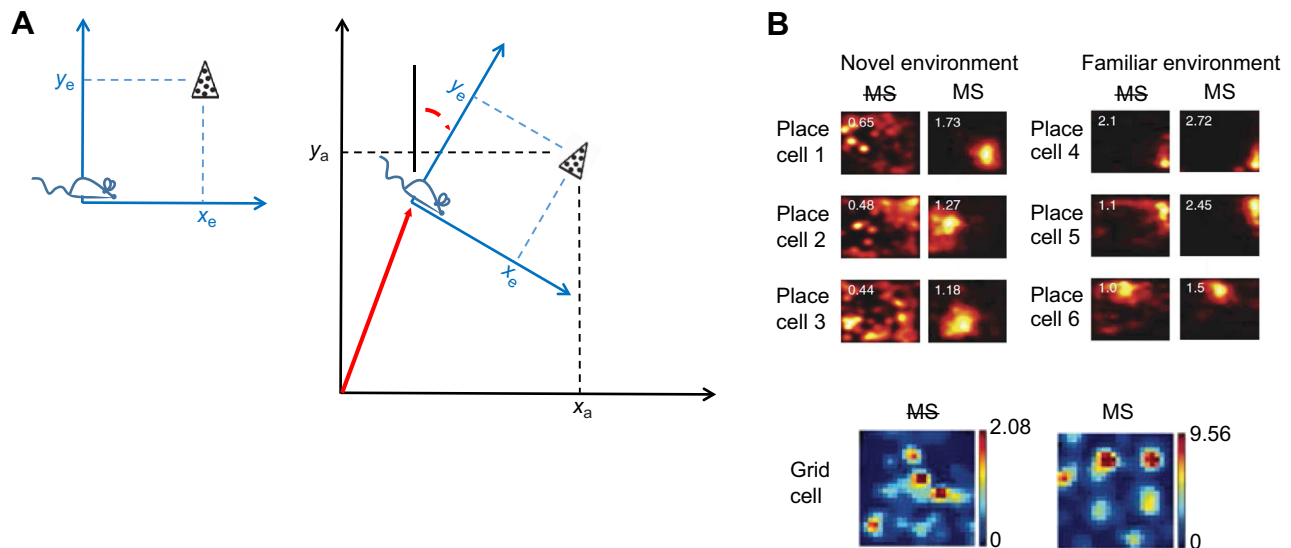 A
yₑ
xₑ
yₐ
yₑ
xₑ
xₐ
B
Novel environment
Familiar environment
MS
MS
MS
MS
Place cell 1
0.65
1.73
Place cell 4
2.1
2.72
Place cell 2
0.48
1.27
Place cell 5
1.1
2.45
Place cell 3
0.44
1.18
Place cell 6
1.0
1.5
MS
MS
Grid cell
2.08
0
9.56
0